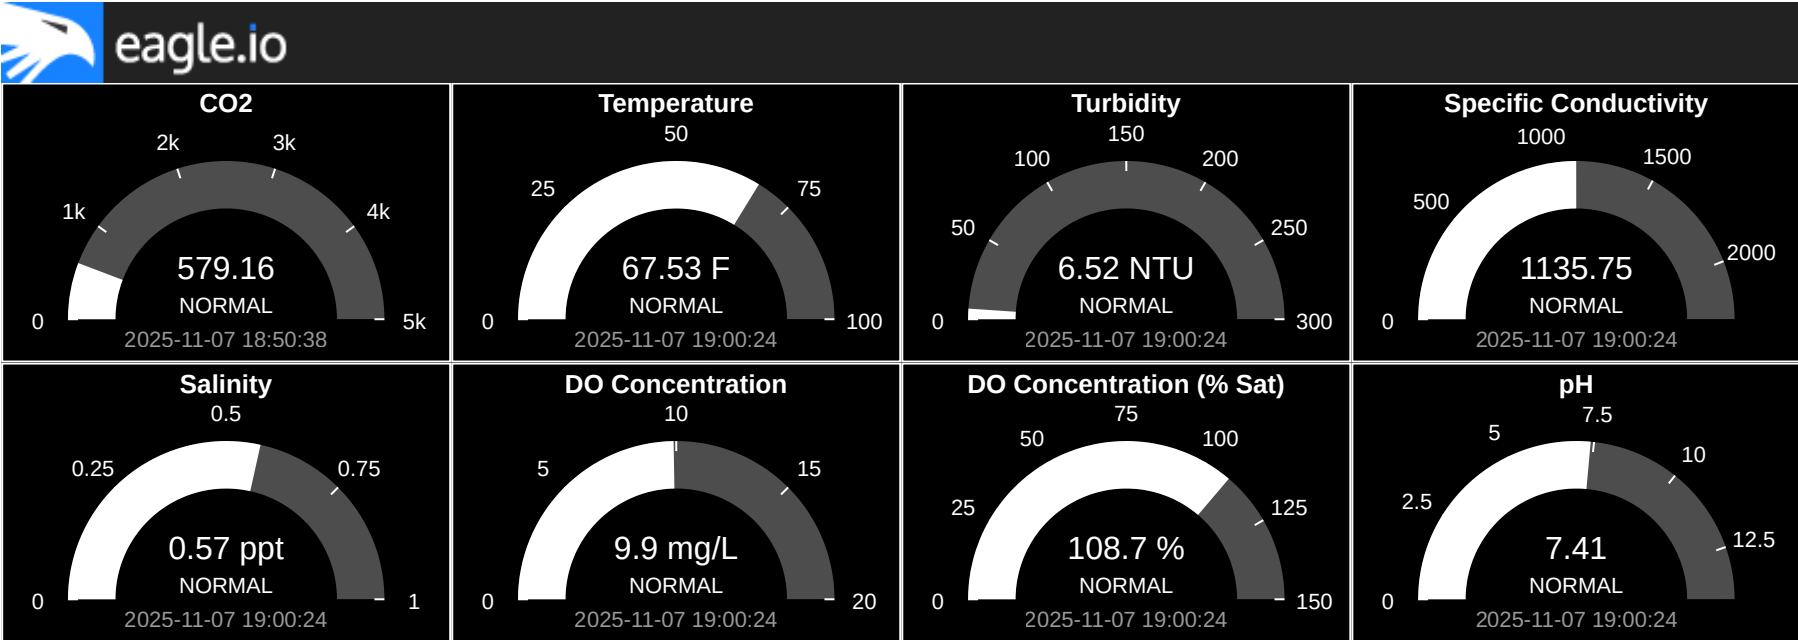 eagle.io
CO2
0
1k
2k
3k
4k
5k
579.16
NORMAL
2025-11-07 18:50:38
Temperature
0
25
50
75
100
67.53 F
NORMAL
2025-11-07 19:00:24
Turbidity
0
50
100
150
200
250
300
6.52 NTU
NORMAL
2025-11-07 19:00:24
Specific Conductivity
0
500
1000
1500
2000
1135.75
NORMAL
2025-11-07 19:00:24
Salinity
0
0.25
0.5
0.75
1
0.57 ppt
NORMAL
2025-11-07 19:00:24
DO Concentration
0
5
10
15
20
9.9 mg/L
NORMAL
2025-11-07 19:00:24
DO Concentration (% Sat)
0
25
50
75
100
125
150
108.7 %
NORMAL
2025-11-07 19:00:24
pH
0
2.5
5
7.5
10
12.5
7.41
NORMAL
2025-11-07 19:00:24